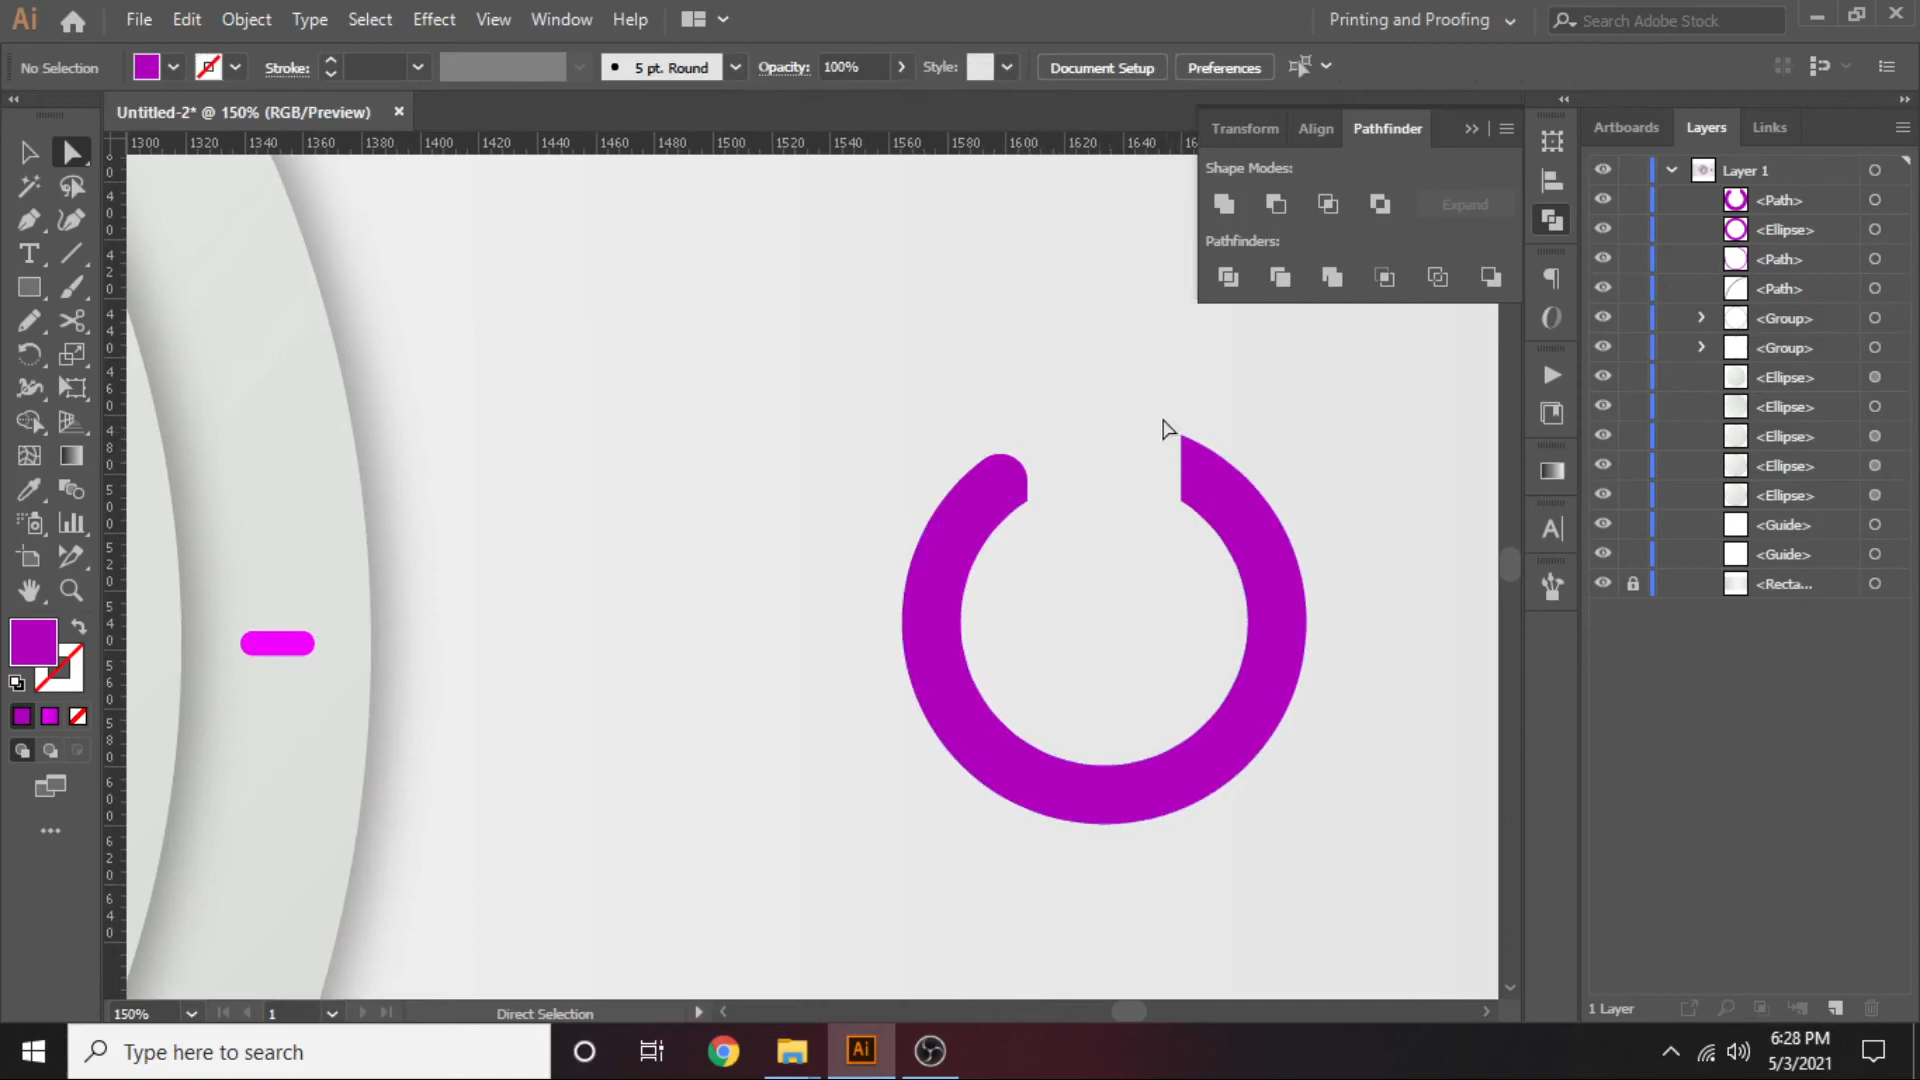 Ai File Edit Object Type Select Effect View Window Help Printing and Proofing Search Adobe Stock
No Selection Stroke: 5 pt. Round Opacity: 100% Style: Document Setup Preferences
Untitled-2* @ 150% (RGB/Preview)
Transform Align Pathfinder
Artboards Layers Links
1300 1320 1340 1360 1380 1400 1420 1440 1460 1480 1500 1520 1540 1560 1580 1600 1620 1640
Shape Modes:
Expand
Pathfinders:
Layer 1
<Path>
<Ellipse>
<Path>
<Path>
<Group>
<Group>
<Ellipse>
<Ellipse>
<Ellipse>
<Ellipse>
<Ellipse>
<Guide>
<Guide>
<Recta...
150% 1 Direct Selection
1 Layer
Type here to search
Ai
6:28 PM
5/3/2021